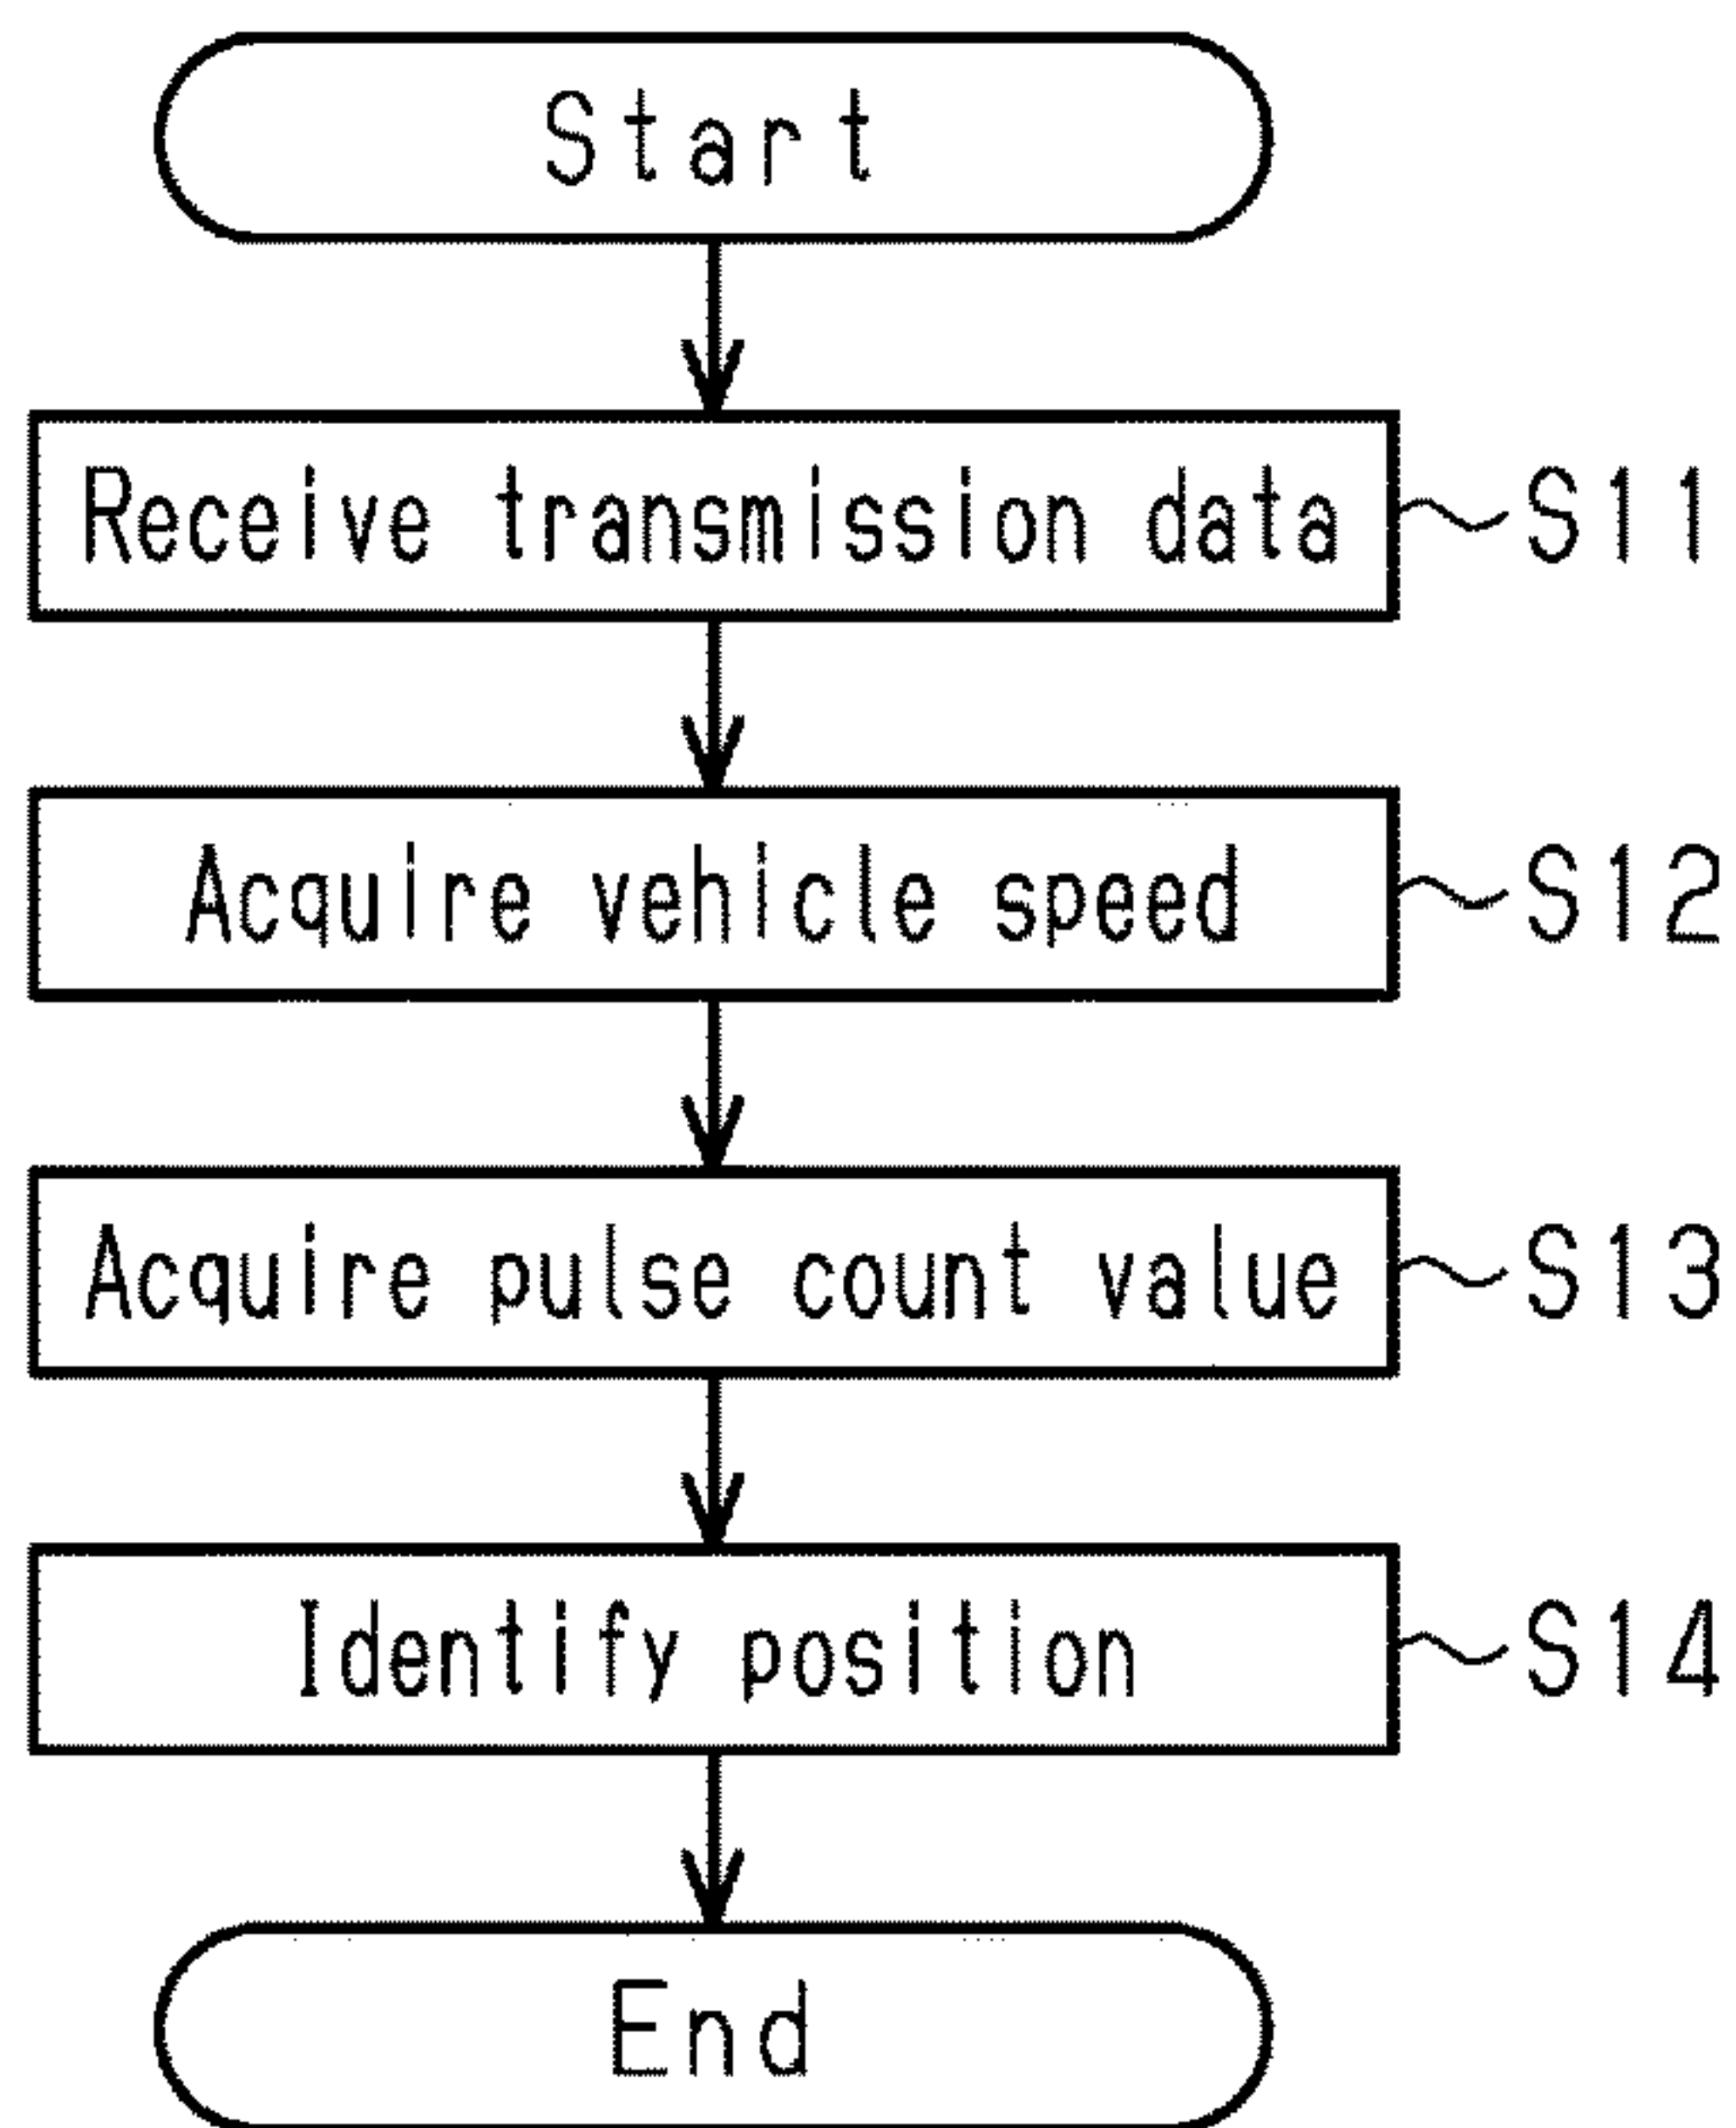 Start
Receive transmission data
S11
Acquire vehicle speed
S12
Acquire pulse count value
S13
Identify position
S14
End